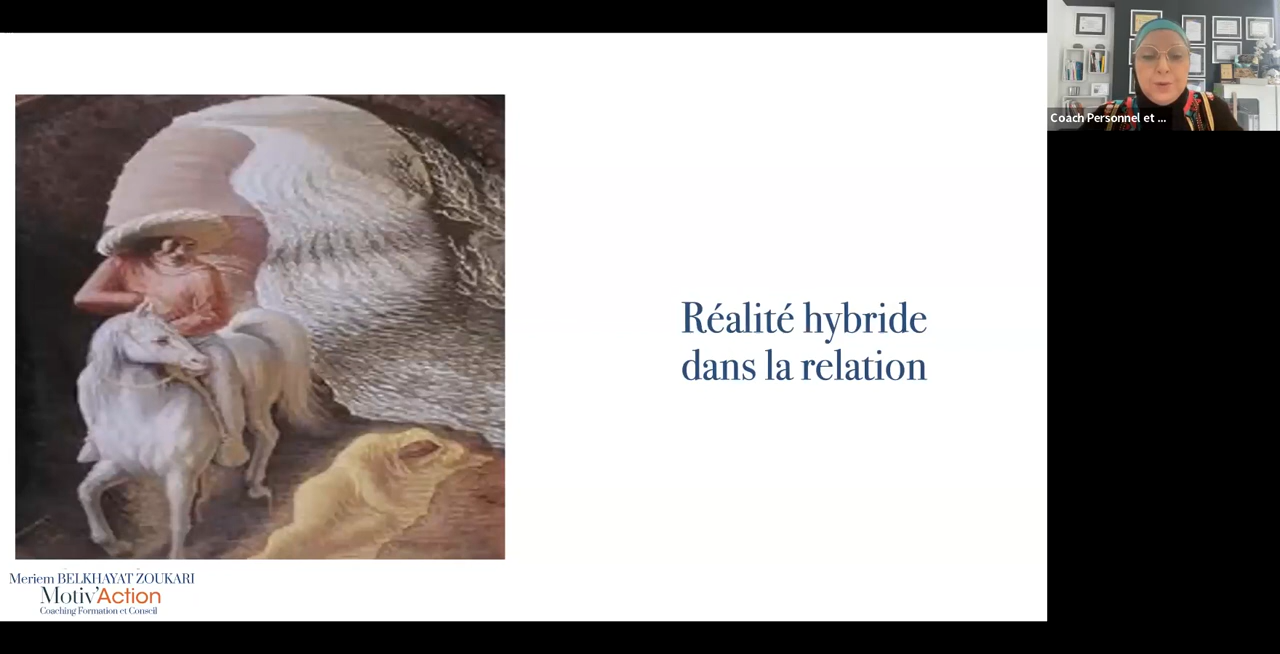 Coach Personnel et ...
Réalité hybride
dans la relation
Meriem BELKHAYAT ZOUKARI
Motiv'Action
Coaching Formation et Conseil